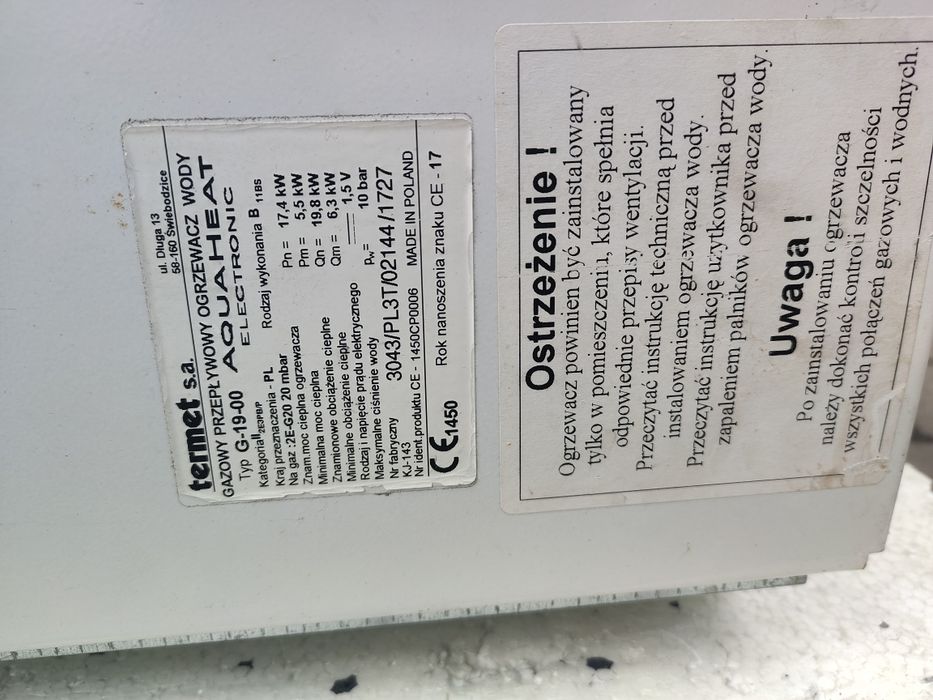 termet s.a.
ul. Długa 13
58-160 Świebodzice
GAZOWY PRZEPŁYWOWY OGRZEWACZ WODY
Typ G-19-00 AQUAHEAT
ELECTRONIC
Kategoria II2E3PB/P Rodzaj wykonania B 11BS
Kraj przeznaczenia - PL
Na gaz :2E-G20 20 mbar
Znam.moc cieplna ogrzewacza Pn = 17,4 kW
Minimalna moc cieplna Pm = 5,5 kW
Znamionowe obciążenie cieplne Qn = 19,8 kW
Minimalne obciążenie cieplne Qm = 6,3 kW
Rodzaj i napięcie prądu elektrycznego 1,5 V
Maksymalne ciśnienie wody Pw= 10 bar
Nr fabryczny 3043/PL3T/02144/1727
KJ-143
Nr ident.produktu CE - 1450CP0006 MADE IN POLAND
CE 1450 Rok nanoszenia znaku CE - 17
Ostrzeżenie !
Ogrzewacz powinien być zainstalowany
tylko w pomieszczeniu, które spełnia
odpowiednie przepisy wentylacji.
Przeczytać instrukcję techniczną przed
instalowaniem ogrzewacza wody.
Przeczytać instrukcję użytkownika przed
zapaleniem palników ogrzewacza wody.
Uwaga !
Po zainstalowaniu ogrzewacza
należy dokonać kontroli szczelności
wszystkich połączeń gazowych i wodnych.